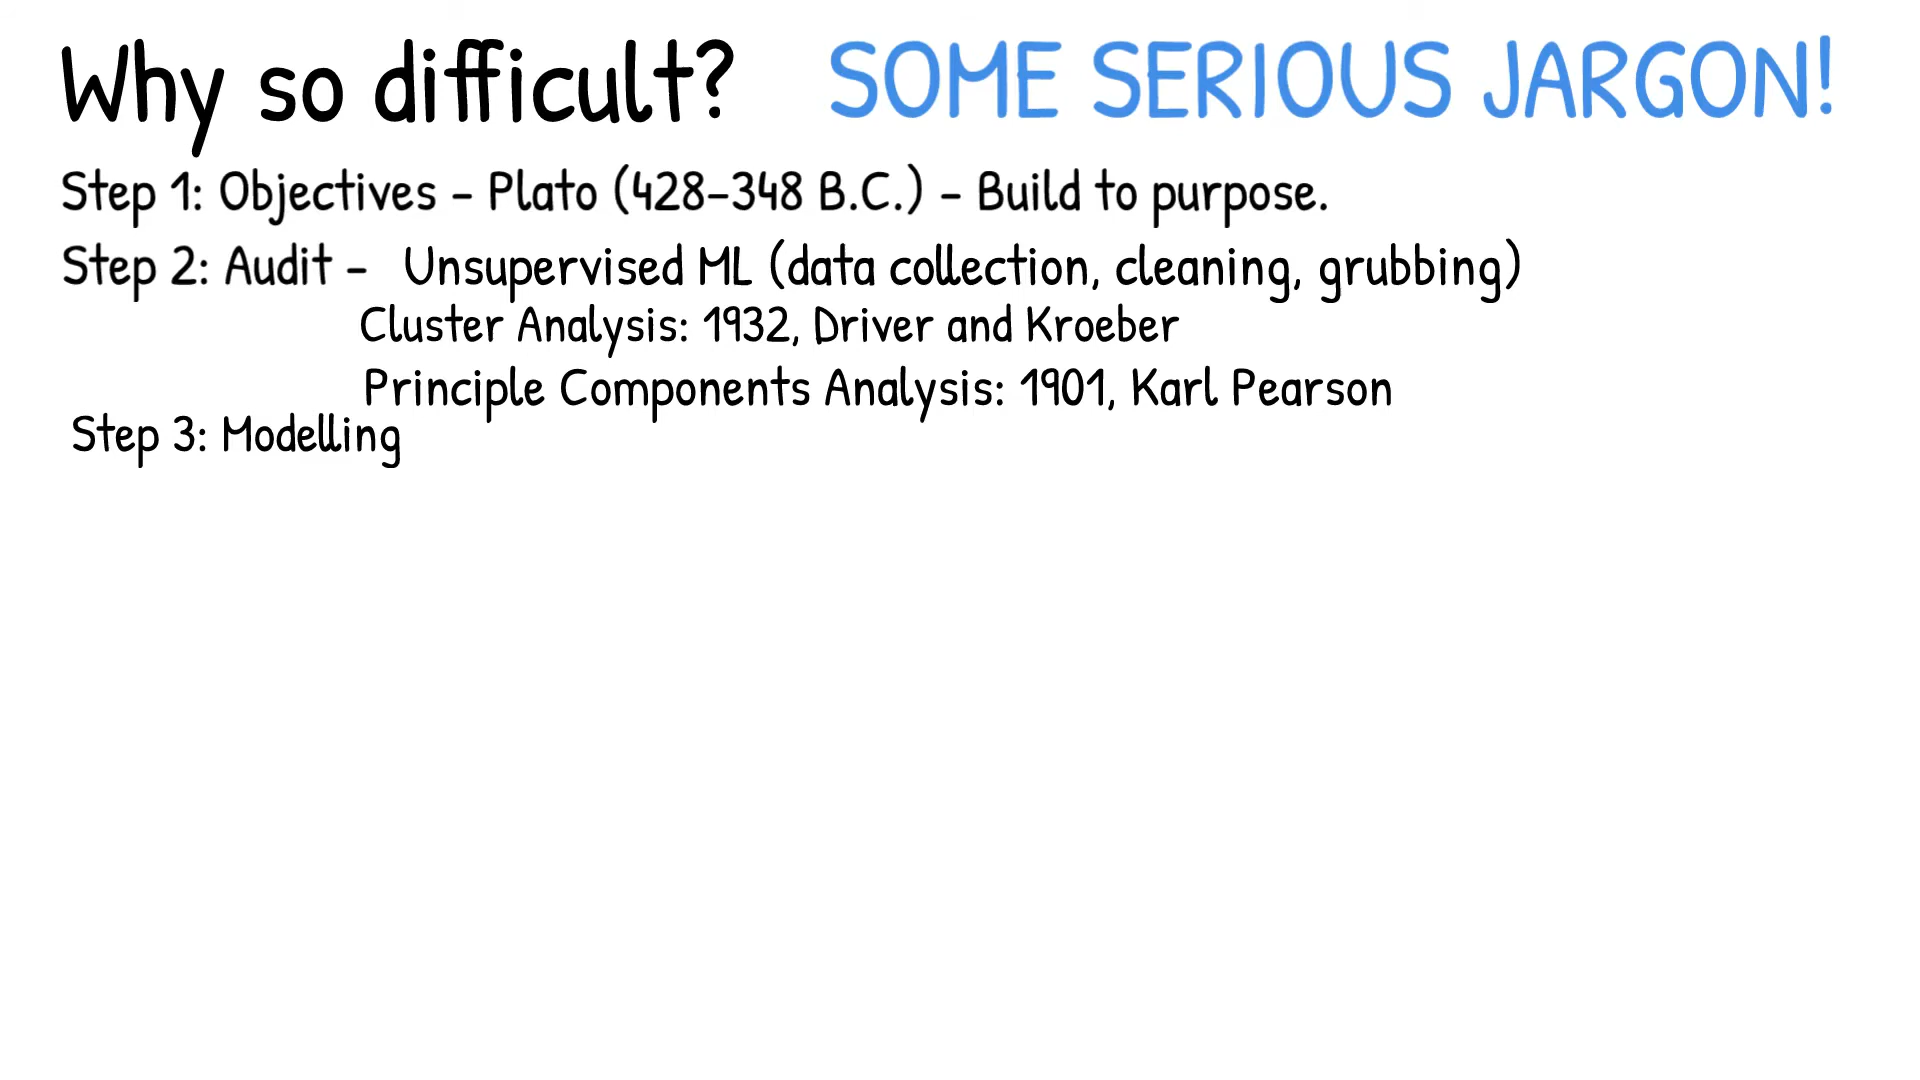 Why so difficult? SOME SERIOUS JARGON!
Step 1: Objectives – Plato (428–348 B.C.) – Build to purpose.
Step 2: Audit – Unsupervised ML (data collection, cleaning, grubbing)
Cluster Analysis: 1932, Driver and Kroeber
Principle Components Analysis: 1901, Karl Pearson
Step 3: Modelling